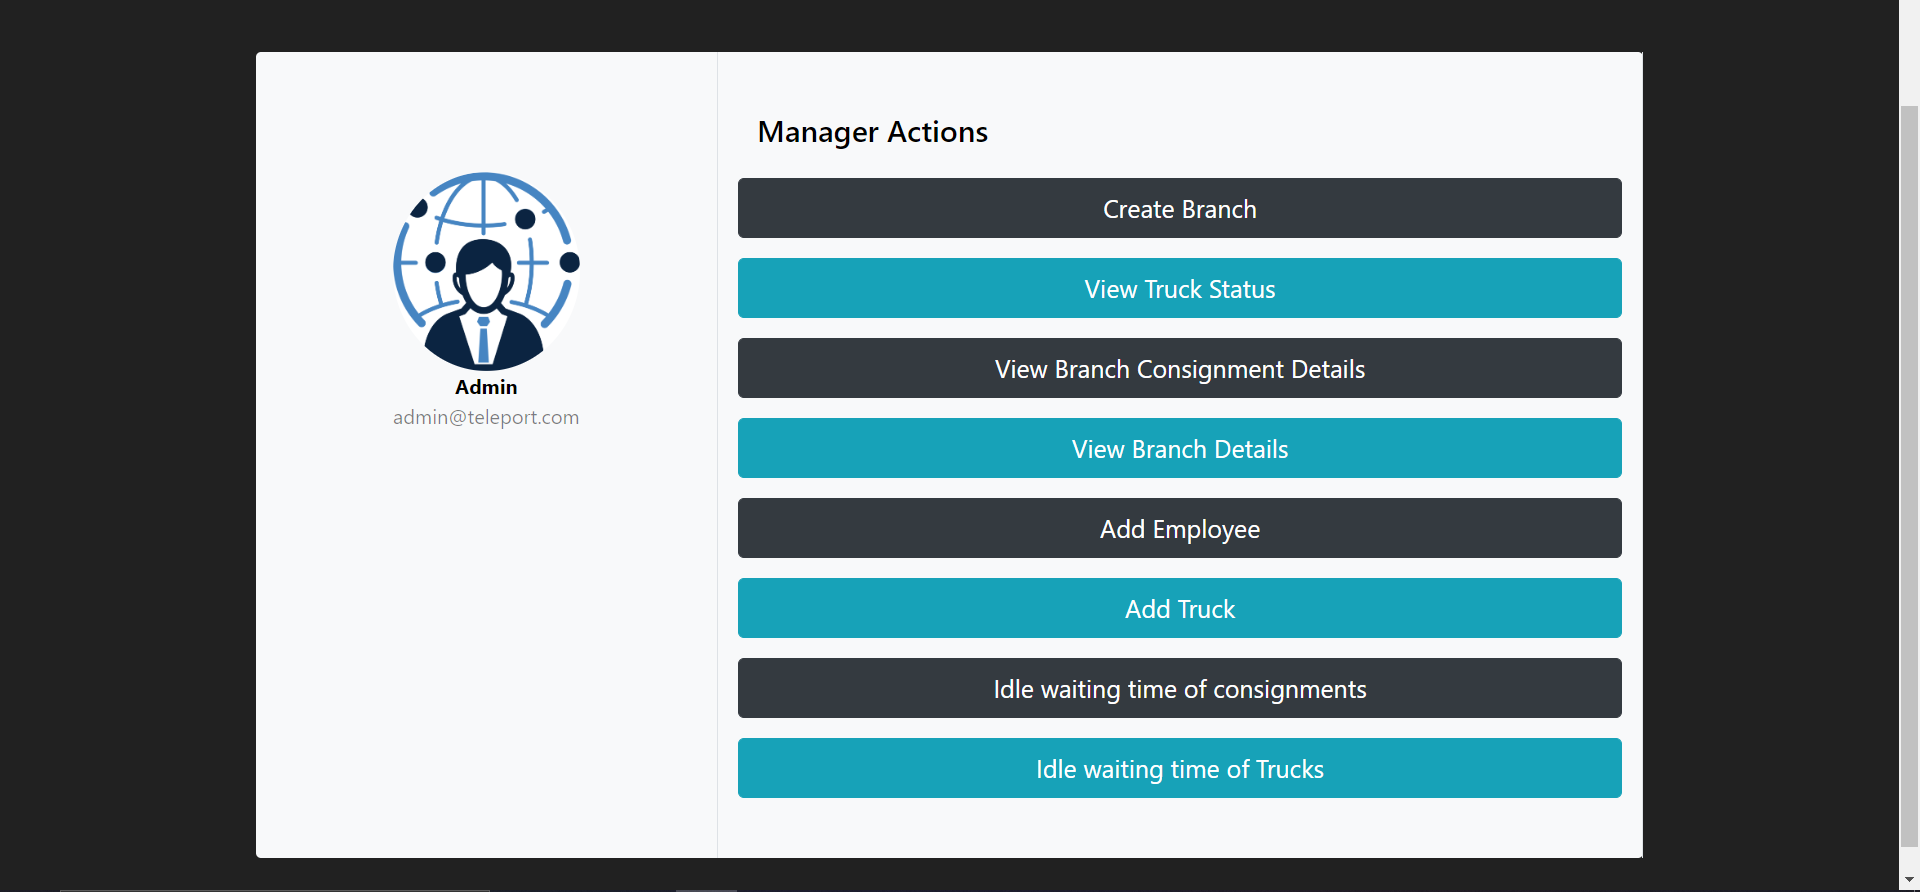 Manager Actions
Create Branch
View Truck Status
View Branch Consignment Details
View Branch Details
Add Employee
Add Truck
Idle waiting time of consignments
Idle waiting time of Trucks
Admin
admin@teleport.com